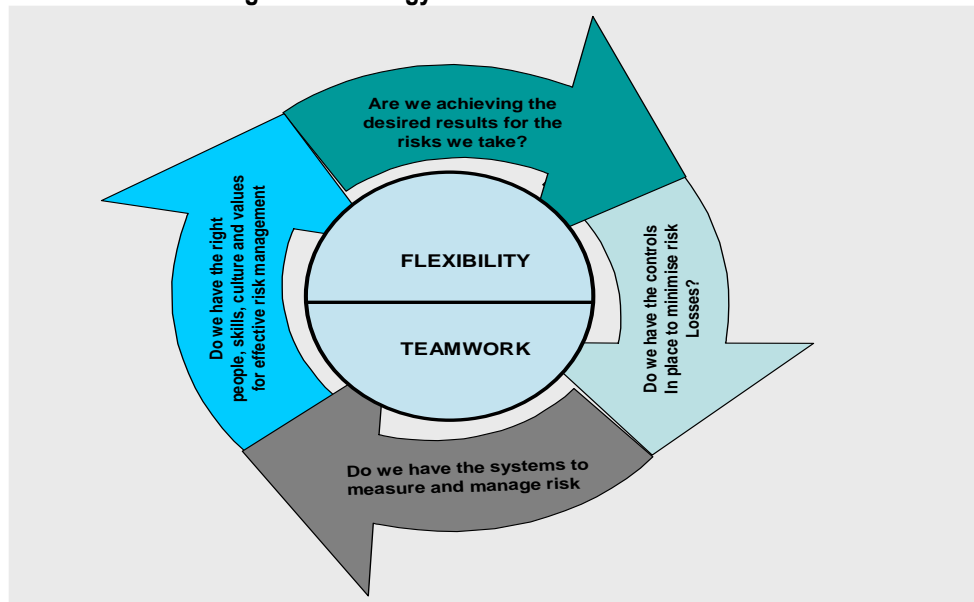 Are we achieving the
desired results for the
risks we take?
Do we have the controls
In place to minimise risk
Losses?
Do we have the systems to
measure and manage risk
Do we have the right
people, skills, culture and values
for effective risk management
FLEXIBILITY
TEAMWORK